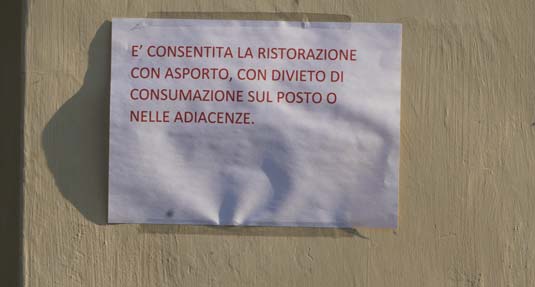 E’ CONSENTITA LA RISTORAZIONE
CON ASPORTO, CON DIVIETO DI
CONSUMAZIONE SUL POSTO O
NELLE ADIACENZE.